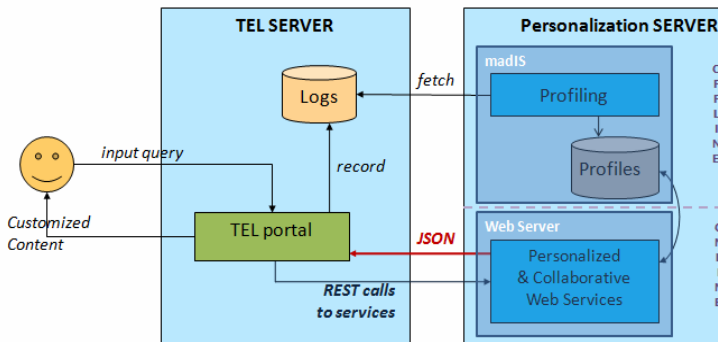 TEL SERVER
Personalization SERVER
madIS
Logs
fetch
Profiling
input query
record
Profiles
Customized
Content
TEL portal
JSON
Web Server
Personalized
& Collaborative
Web Services
REST calls
to services